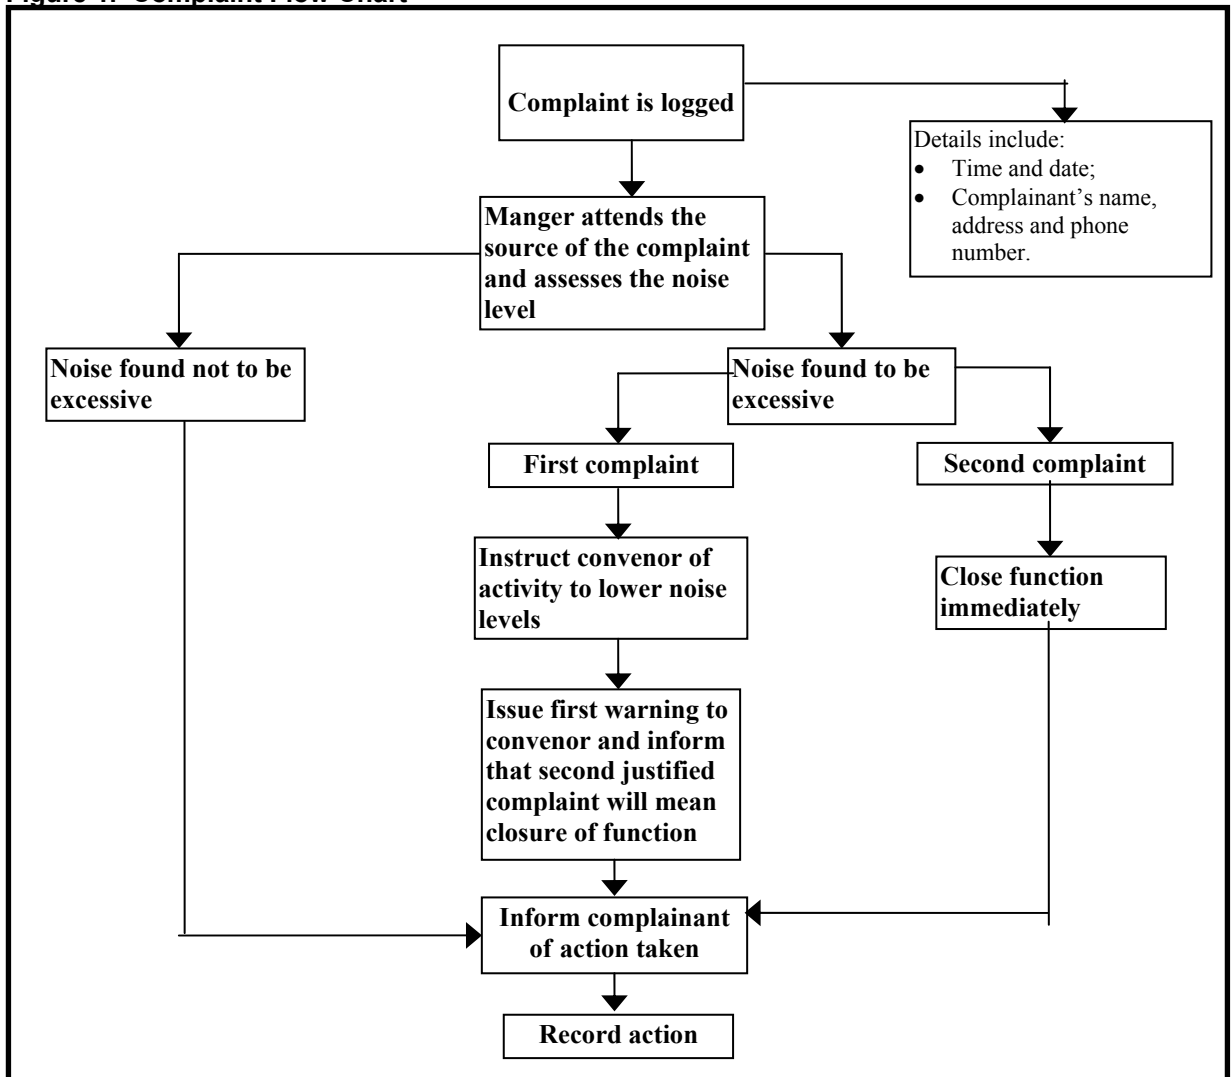 Figure 1: Complaint Flow Chart
Complaint is logged
Details include:
• Time and date;
• Complainant's name,
address and phone
number.
Manger attends the
source of the complaint
and assesses the noise
level
Noise found not to be
excessive
Noise found to be
excessive
First complaint
Second complaint
Instruct convenor of
activity to lower noise
levels
Close function
immediately
Issue first warning to
convenor and inform
that second justified
complaint will mean
closure of function
Inform complainant
of action taken
Record action